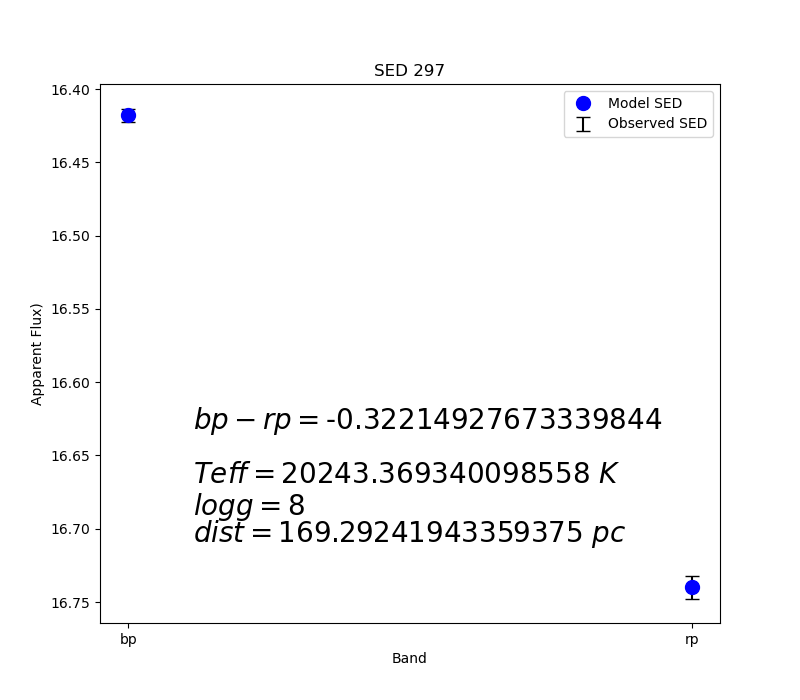 SED 297
Model SED
Observed SED
16.40
16.45
16.50
16.55
16.60
16.65
16.70
16.75
Apparent Flux)
bp − rp = -0.32214927673339844
Teff = 20243.369340098558 K
logg = 8
dist = 169.29241943359375 pc
bp
rp
Band